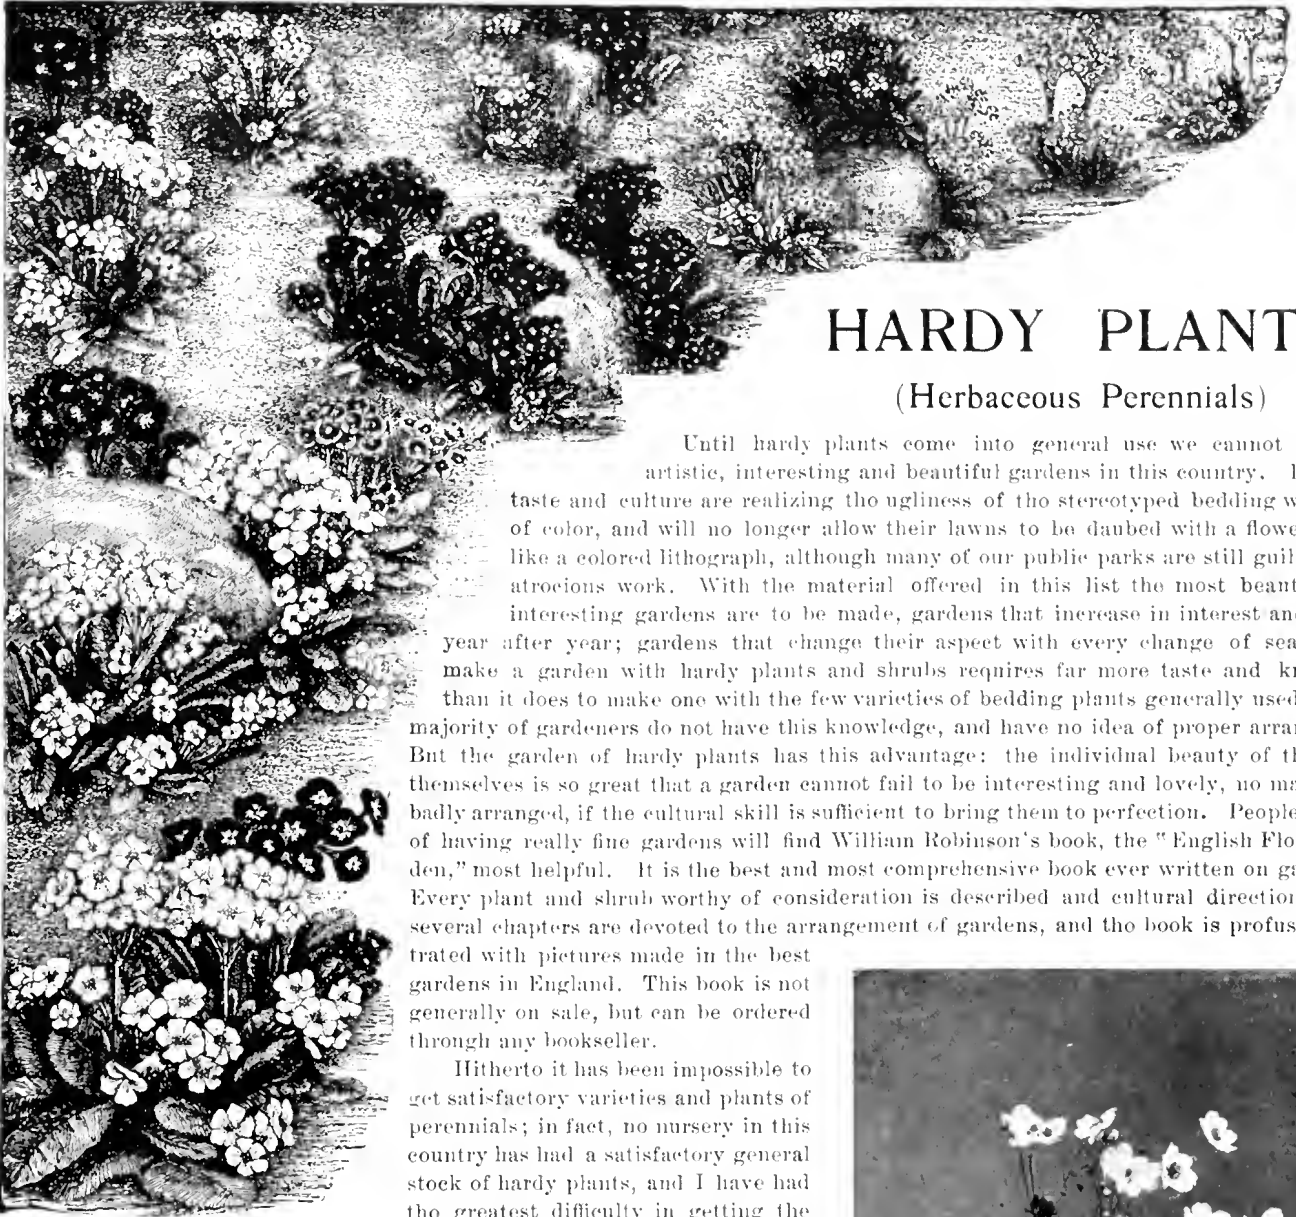 HARDY PLANT
(Herbaceous Perennials)
Until hardy plants come into general use we cannot
artistic, interesting and beautiful gardens in this country.
taste and culture are realizing the ugliness of the stereotyped bedding
of color, and will no longer allow their lawns to be daubed with a flowe
like a colored lithograph, although many of our public parks are still guil
atrocious work. With the material offered in this list the most beaut
interesting gardens are to be made, gardens that increase in interest an
year after year; gardens that change their aspect with every change of sea
make a garden with hardy plants and shrubs requires far more taste and k
than it does to make one with the few varieties of bedding plants generally used
majority of gardeners do not have this knowledge, and have no idea of proper arra
But the garden of hardy plants has this advantage: the individual beauty of t
themselves is so great that a garden cannot fail to be interesting and lovely, no ma
badly arranged, if the cultural skill is sufficient to bring them to perfection. People
of having really fine gardens will find William Robinson's book, the "English Flo
den," most helpful. It is the best and most comprehensive book ever written on ga
Every plant and shrub worthy of consideration is described and cultural direction
several chapters are devoted to the arrangement of gardens, and the book is profus
trated with pictures made in the best
gardens in England. This book is not
generally on sale, but can be ordered
through any bookseller.
Hitherto it has been impossible to
get satisfactory varieties and plants of
perennials; in fact, no nursery in this
country has had a satisfactory general
stock of hardy plants, and I have had
the greatest difficulty in getting the